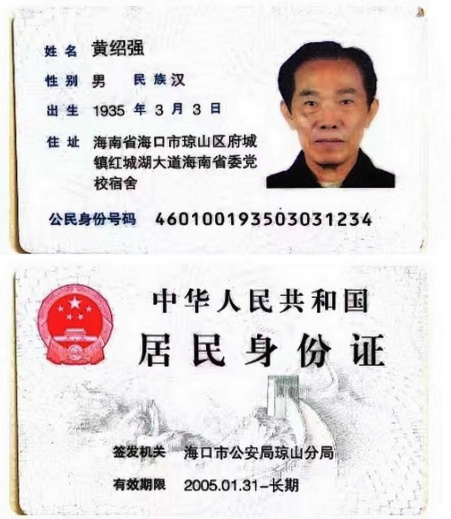 姓名 黄绍强
性别 男 民族 汉
出生 1935 年 3 月 3 日
住址 海南省海口市琼山区府城
镇红城湖大道海南省委党
校宿舍
公民身份号码 460100193503031234
中华人民共和国
居民身份证
签发机关 海口市公安局琼山分局
有效期限 2005.01.31-长期